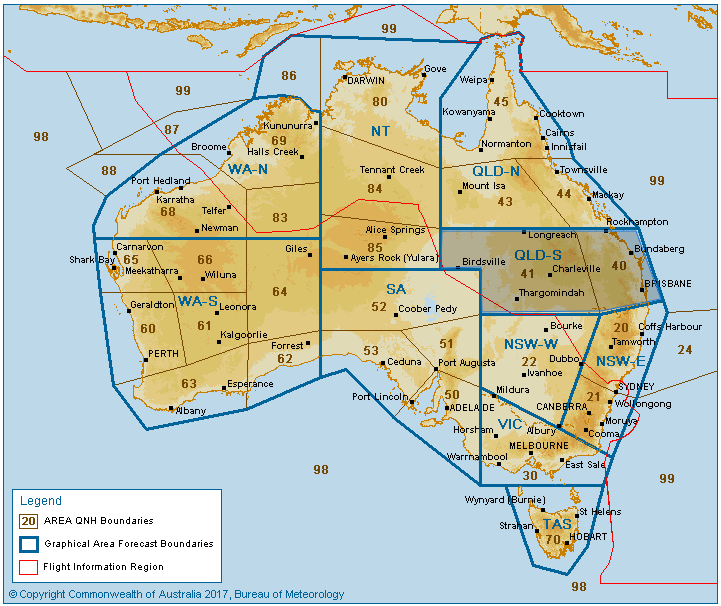 99
86
Gove
DARWIN
Weipa
99
80
45
87
Kununurra
Kowanyama
Cooktown
98
NT
Cairns
Broome
69
Normanton
Innisfail
Halls Creek
88
WA-N
QLD-N
Townsville
Tennant Creek
Port Hedland
Mount Isa
99
84
44
Karratha
Mackay
43
68
Telfer
83
Newman
Rockhampton
Alice Springs
Longreach
Carnarvon
Giles
85
QLD-S
Bundaberg
Shark Bay
65
66
Ayers Rock (Yulara)
Birdsville
40
Meekatharra
Wiluna
41
Charleville
64
SA
BRISBANE
WA-S
Thargomindah
Geraldton
Leonora
52
Coober Pedy
60
61
Bourke
20
Coffs Harbour
Kalgoorlie
NSW-W
Tamworth
Forrest
51
24
PERTH
62
53
Dubbo
NSW-E
Ceduna
Port Augusta
22
Ivanhoe
63
Esperance
Mildura
SYDNEY
Port Lincoln
50
21
Wollongong
Albany
ADELAIDE
CANBERRA
VIC
Moruya
Horsham
Albury
Cooma
MELBOURNE
Warrnambool
East Sale
98
30
99
Legend
Wynyard (Burnie)
20 AREA QNH Boundaries
St Helens
Strahan
TAS
Graphical Area Forecast Boundaries
70
HOBART
Flight Information Region
98
© Copyright Commonwealth of Australia 2017, Bureau of Meteorology